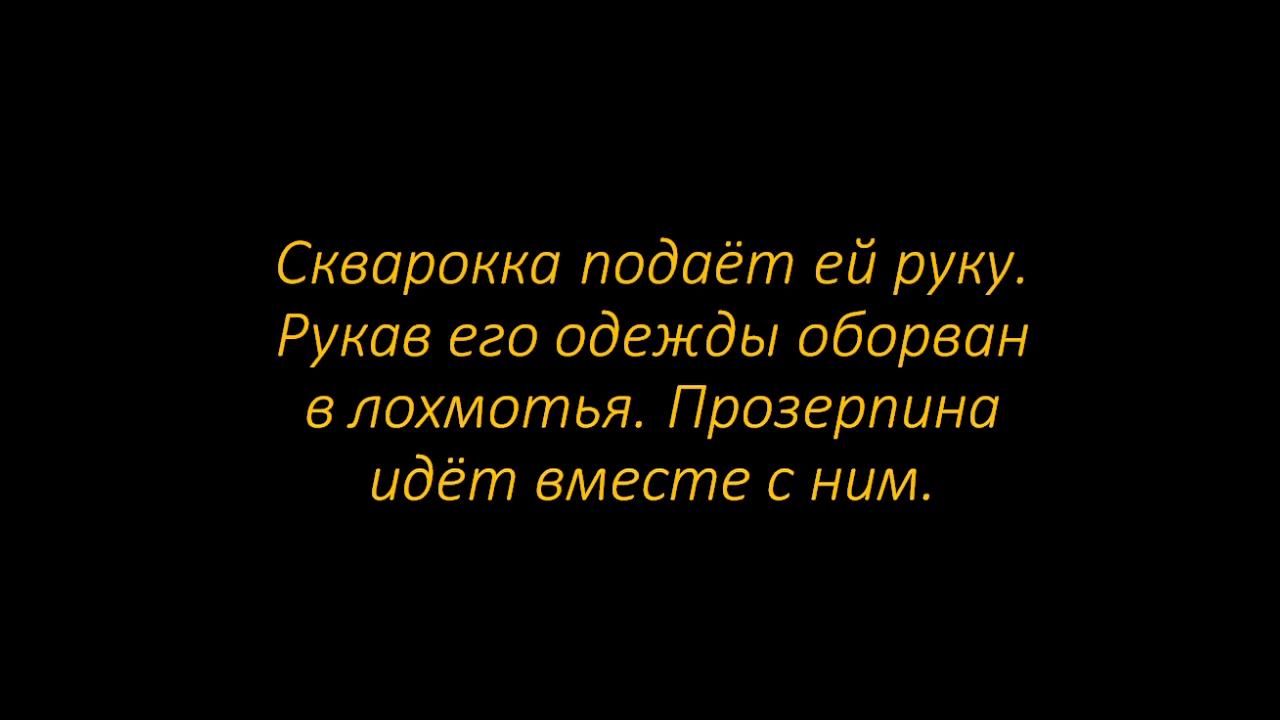 Скварокка подаёт ей руку.
Рукав его одежды оборван
в лохмотья. Прозерпина
идёт вместе с ним.